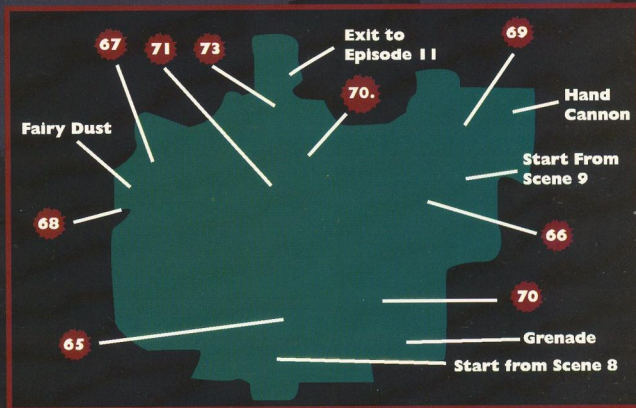 67
71
73
Exit to
Episode 11
69
70.
Hand
Cannon
Fairy Dust
Start From
Scene 9
68
66
70
65
Grenade
Start from Scene 8